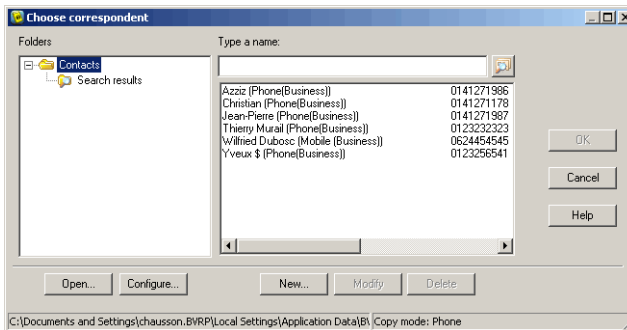 Choose correspondent
Folders
Type a name:
Contacts
Search results
Azziz (Phone(Business)) 0141271986
Christian (Phone(Business)) 0141271178
Jean-Pierre (Phone(Business)) 0141271987
Thierry Murail (Phone(Business)) 0123232323
Wilfried Dubosc (Mobile (Business)) 0624454545
Yveux $ (Phone(Business)) 0123256541
OK
Cancel
Help
Open... Configure... New... Modify Delete
C:\Documents and Settings\chausson.BVRP\Local Settings\Application Data\B\ Copy mode: Phone